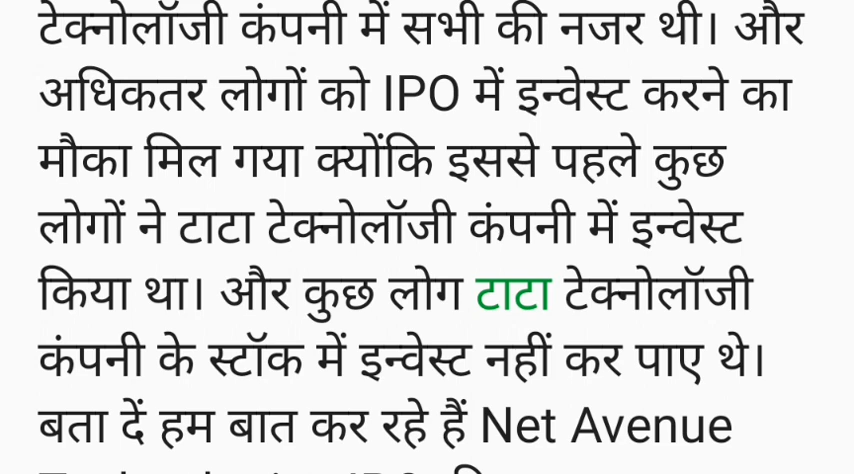 टेक्नोलॉजी कंपनी में सभी की नजर थी। और
अधिकतर लोगों को IPO में इन्वेस्ट करने का
मौका मिल गया क्योंकि इससे पहले कुछ
लोगों ने टाटा टेक्नोलॉजी कंपनी में इन्वेस्ट
किया था। और कुछ लोग टाटा टेक्नोलॉजी
कंपनी के स्टॉक में इन्वेस्ट नहीं कर पाए थे।
बता दें हम बात कर रहे हैं Net Avenue